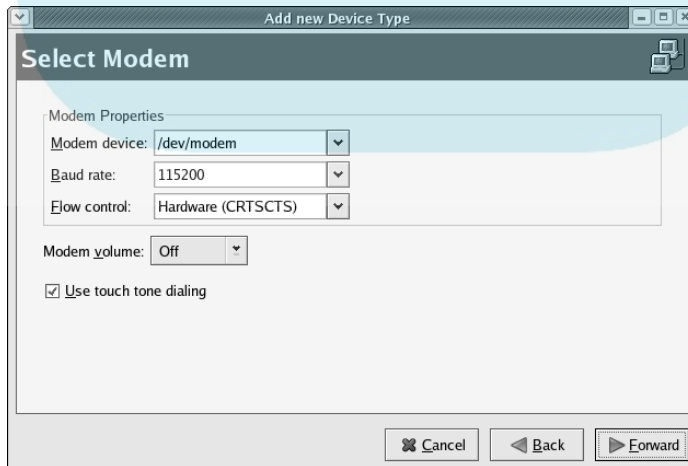 Add new Device Type
Select Modem
Modem Properties
Modem device: /dev/modem
Baud rate: 115200
Flow control: Hardware (CRTSCTS)
Modem volume: Off
Use touch tone dialing
Cancel Back Forward